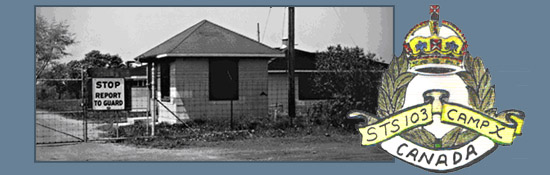 STOP
REPORT
TO GUARD
STS 103 CAMP X
CANADA